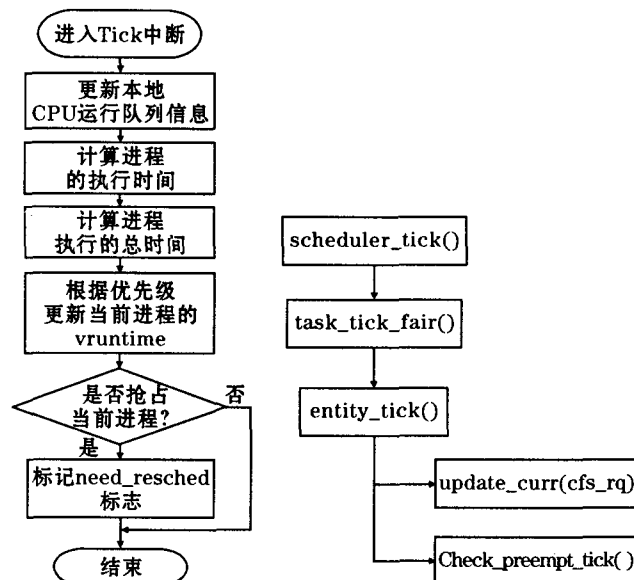 进入Tick中断
更新本地
CPU运行队列信息
计算进程
的执行时间
计算进程
执行的总时间
根据优先级
更新当前进程的
vruntime
是否抢占
当前进程?
否
是
标记need_resched
标志
结束
scheduler_tick()
task_tick_fair()
entity_tick()
update_curr(cfs_rq)
Check_preempt_tick()